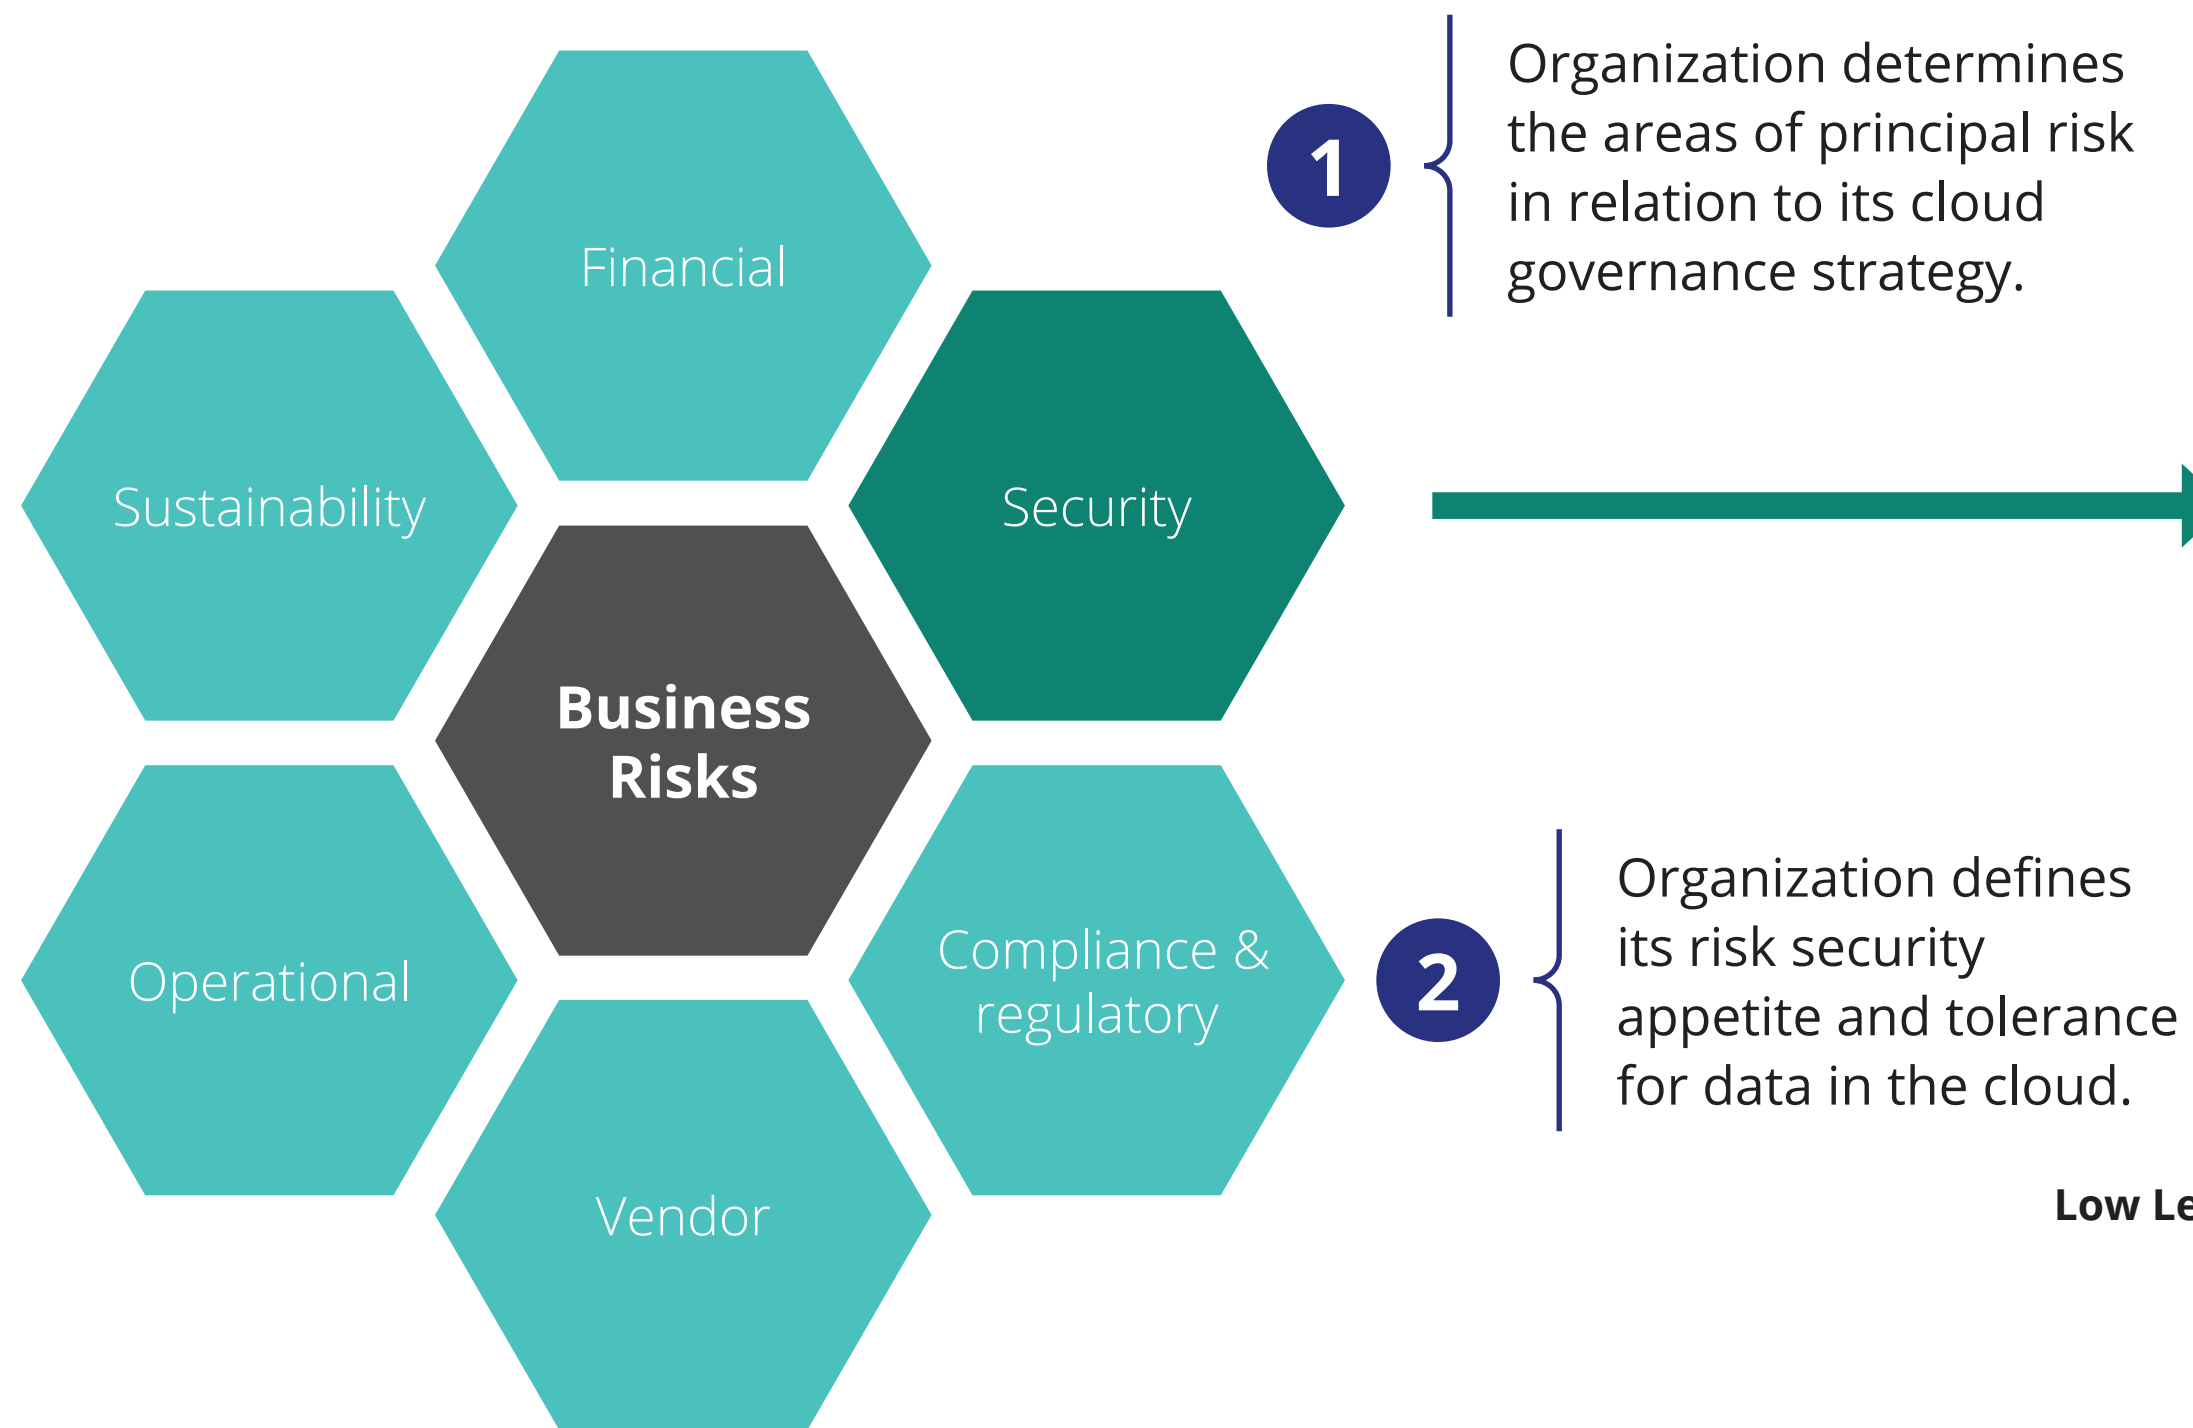 Financial
Sustainability
Security
Business
Risks
Operational
Compliance &
regulatory
Vendor
1
Organization determines
the areas of principal risk
in relation to its cloud
governance strategy.
2
Organization defines
its risk security
appetite and tolerance
for data in the cloud.
Low